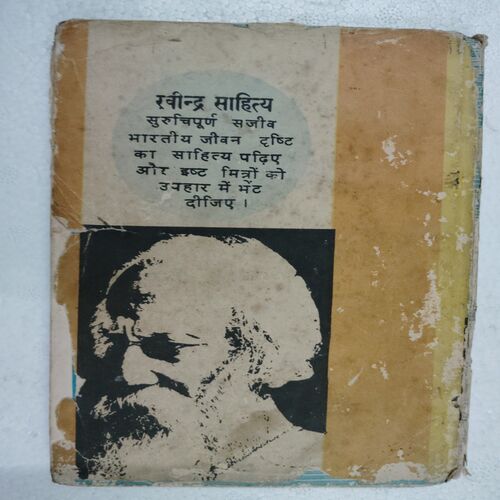 रवीन्द्र साहित्य
सुरुचिपूर्ण सजीव
भारतीय जीवन दृष्टि
का साहित्य पढ़िए
और इष्ट मित्रों को
उपहार में भेंट
दीजिए।